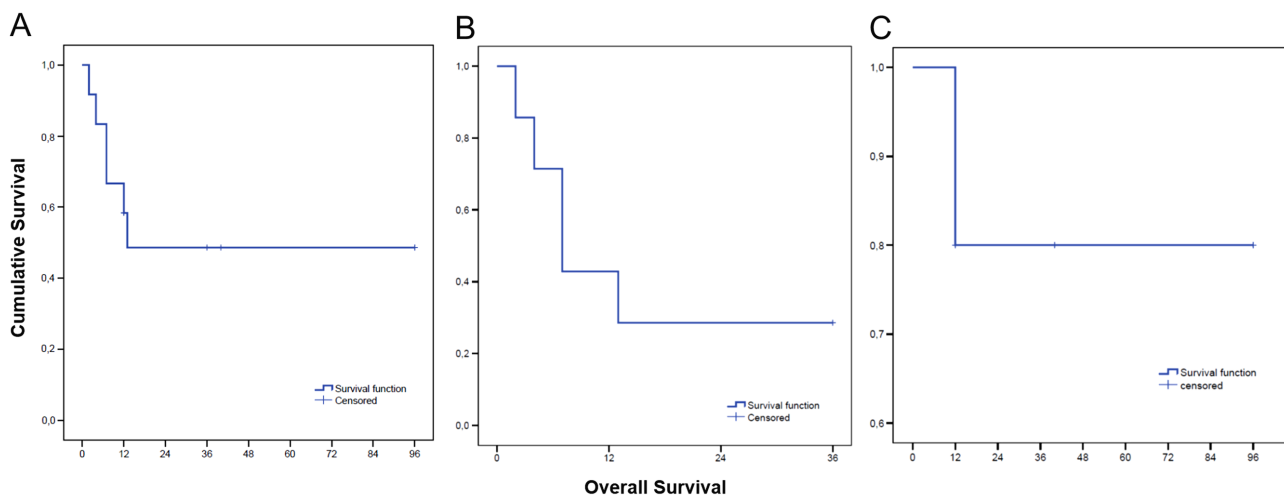 A
B
C
Cumulative Survival
1,0
0,8
0,6
0,4
0,2
0,0
0 12 24 36 48 60 72 84 96
Survival function
Censored
1,0
0,8
0,6
0,4
0,2
0,0
0 12 24 36
Survival function
Censored
1,0
0,9
0,8
0,7
0,6
0 12 24 36 48 60 72 84 96
Survival function
censored
Overall Survival